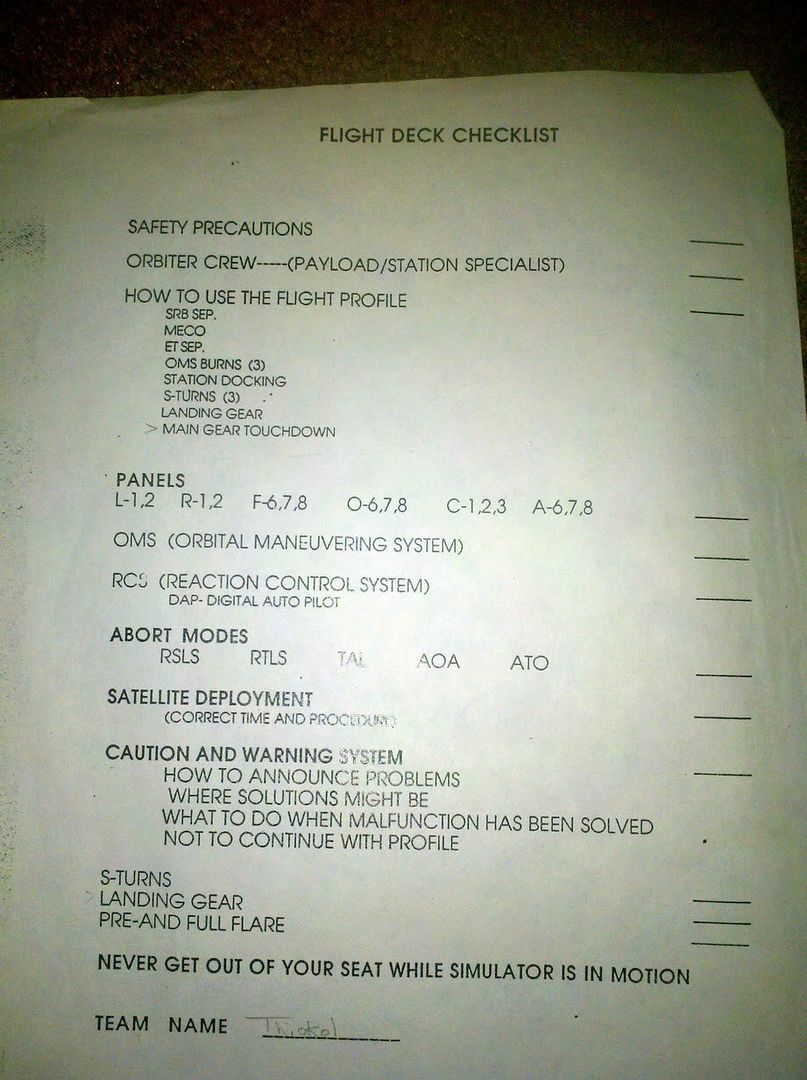 FLIGHT DECK CHECKLIST
SAFETY PRECAUTIONS
ORBITER CREW-----(PAYLOAD/STATION SPECIALIST)
HOW TO USE THE FLIGHT PROFILE
SRB SEP.
MECO
ET SEP.
OMS BURNS (3)
STATION DOCKING
S-TURNS (3)
LANDING GEAR
> MAIN GEAR TOUCHDOWN
PANELS
L-1,2 R-1,2 F-6,7,8 O-6,7,8 C-1,2,3 A-6,7,8
OMS (ORBITAL MANEUVERING SYSTEM)
RCS (REACTION CONTROL SYSTEM)
DAP- DIGITAL AUTO PILOT
ABORT MODES
RSLS RTLS TAL AOA ATO
SATELLITE DEPLOYMENT
(CORRECT TIME AND PROCEDURE)
CAUTION AND WARNING SYSTEM
HOW TO ANNOUNCE PROBLEMS
WHERE SOLUTIONS MIGHT BE
WHAT TO DO WHEN MALFUNCTION HAS BEEN SOLVED
NOT TO CONTINUE WITH PROFILE
S-TURNS
> LANDING GEAR
PRE-AND FULL FLARE
NEVER GET OUT OF YOUR SEAT WHILE SIMULATOR IS IN MOTION
TEAM NAME Thiokol